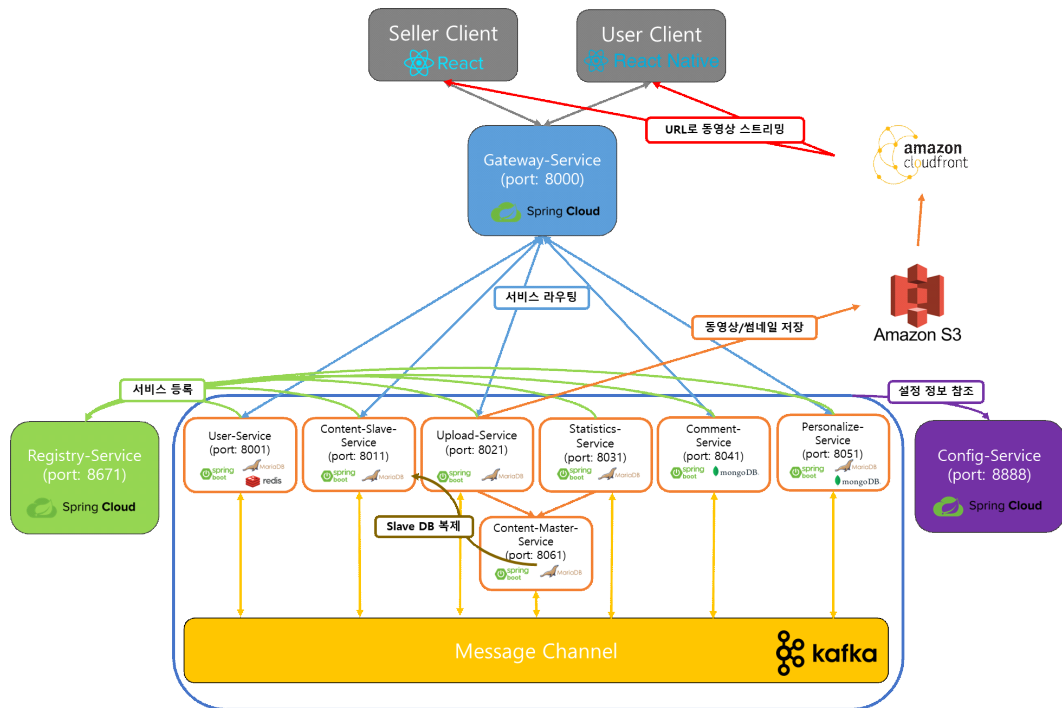 Seller Client
React
User Client
React Native
URL로 동영상 스트리밍
amazon
cloudfront
Gateway-Service
(port: 8000)
Spring Cloud
서비스 라우팅
동영상/썸네일 저장
Amazon S3
서비스 등록
설정 정보 참조
Registry-Service
(port: 8671)
Spring Cloud
User-Service
(port: 8001)
spring
boot
MariaDB
redis
Content-Slave-
Service
(port: 8011)
spring
boot
MariaDB
Upload-Service
(port: 8021)
spring
boot
MariaDB
Statistics-
Service
(port: 8031)
spring
boot
MariaDB
Comment-
Service
(port: 8041)
spring
boot
mongoDB.
Personalize-
Service
(port: 8051)
spring
boot
MariaDB
mongoDB.
Config-Service
(port: 8888)
Spring Cloud
Slave DB 복제
Content-Master-
Service
(port: 8061)
spring
boot
MariaDB
Message Channel
kafka